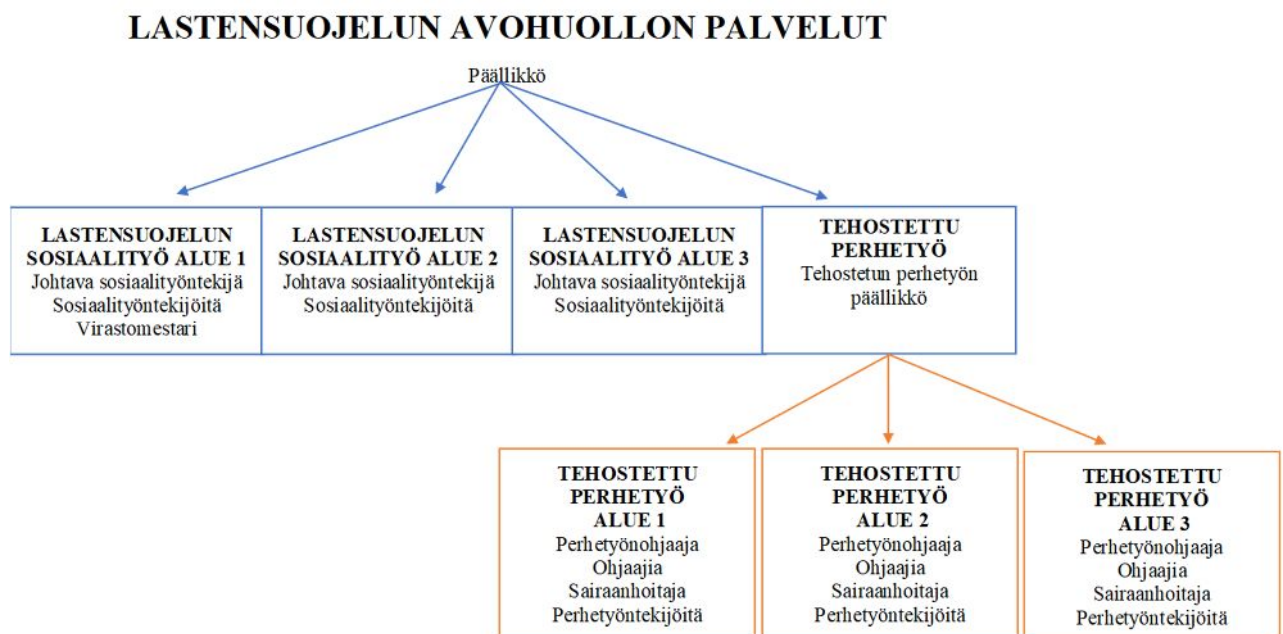 LASTENSUOJELUN AVOHUOLLON PALVELUT
Päällikkö
LASTENSUOJELUN
SOSIAALITYÖ ALUE 1
Johtava sosiaalityöntekijä
Sosiaalityöntekijöitä
Virastomestari
LASTENSUOJELUN
SOSIAALITYÖ ALUE 2
Johtava sosiaalityöntekijä
Sosiaalityöntekijöitä
LASTENSUOJELUN
SOSIAALITYÖ ALUE 3
Johtava sosiaalityöntekijä
Sosiaalityöntekijöitä
TEHOSTETTU
PERHETYÖ
Tehostetun perhetyön
päällikkö
TEHOSTETTU
PERHETYÖ
ALUE 1
Perhetyönohjaaja
Ohjaajia
Sairaanhoitaja
Perhetyöntekijöitä
TEHOSTETTU
PERHETYÖ
ALUE 2
Perhetyönohjaaja
Ohjaajia
Sairaanhoitaja
Perhetyöntekijöitä
TEHOSTETTU
PERHETYÖ
ALUE 3
Perhetyönohjaaja
Ohjaajia
Sairaanhoitaja
Perhetyöntekijöitä